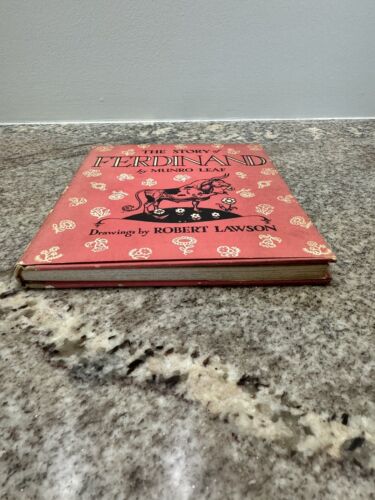 THE STORY of
FERDINAND
by MUNRO LEAF
Drawings by ROBERT LAWSON